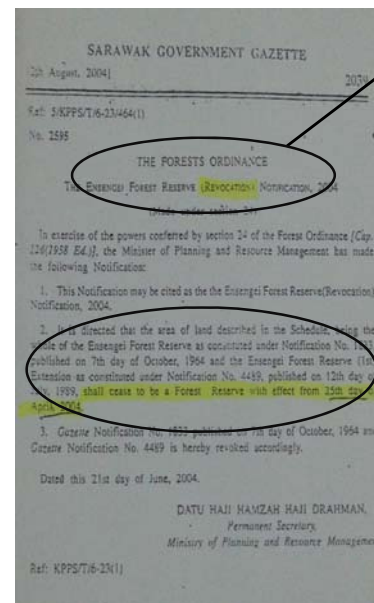 SARAWAK GOVERNMENT GAZETTE
August, 2004]
2039
Ref: 5/KPPS/T/6-23/464(1)
No. 2595
THE FORESTS ORDINANCE
THE ENSENGEI FOREST RESERVE (REVOCATION) NOTIFICATION, 2004
(Made under section 24)
In exercise of the powers conferred by section 24 of the Forest Ordinance [Cap.
126(1958 Ed.)], the Minister of Planning and Resource Management has made
the following Notification:
1. This Notification may be cited as the the Ensengei Forest Reserve(Revocation)
Notification, 2004.
2. It is directed that the area of land described in the Schedule, being the
whole of the Ensengei Forest Reserve as constituted under Notification No.
published on 7th day of October, 1964 and the Ensengei Forest Reserve (1st
Extension as constituted under Notification No. 4489, published on 12th day
1989, shall cease to be a Forest Reserve with effect from 25th day
April, 2004.
3. Gazette Notification No. published on 7th day of October, 1964 and
Gazette Notification No. 4489 is hereby revoked accordingly.
Dated this 21st day of June, 2004.
DATU HAJI HAMZAH HAJI DRAHMAN,
Permanent Secretary,
Ministry of Planning and Resource
Ref: KPPS/T/6-23(1)